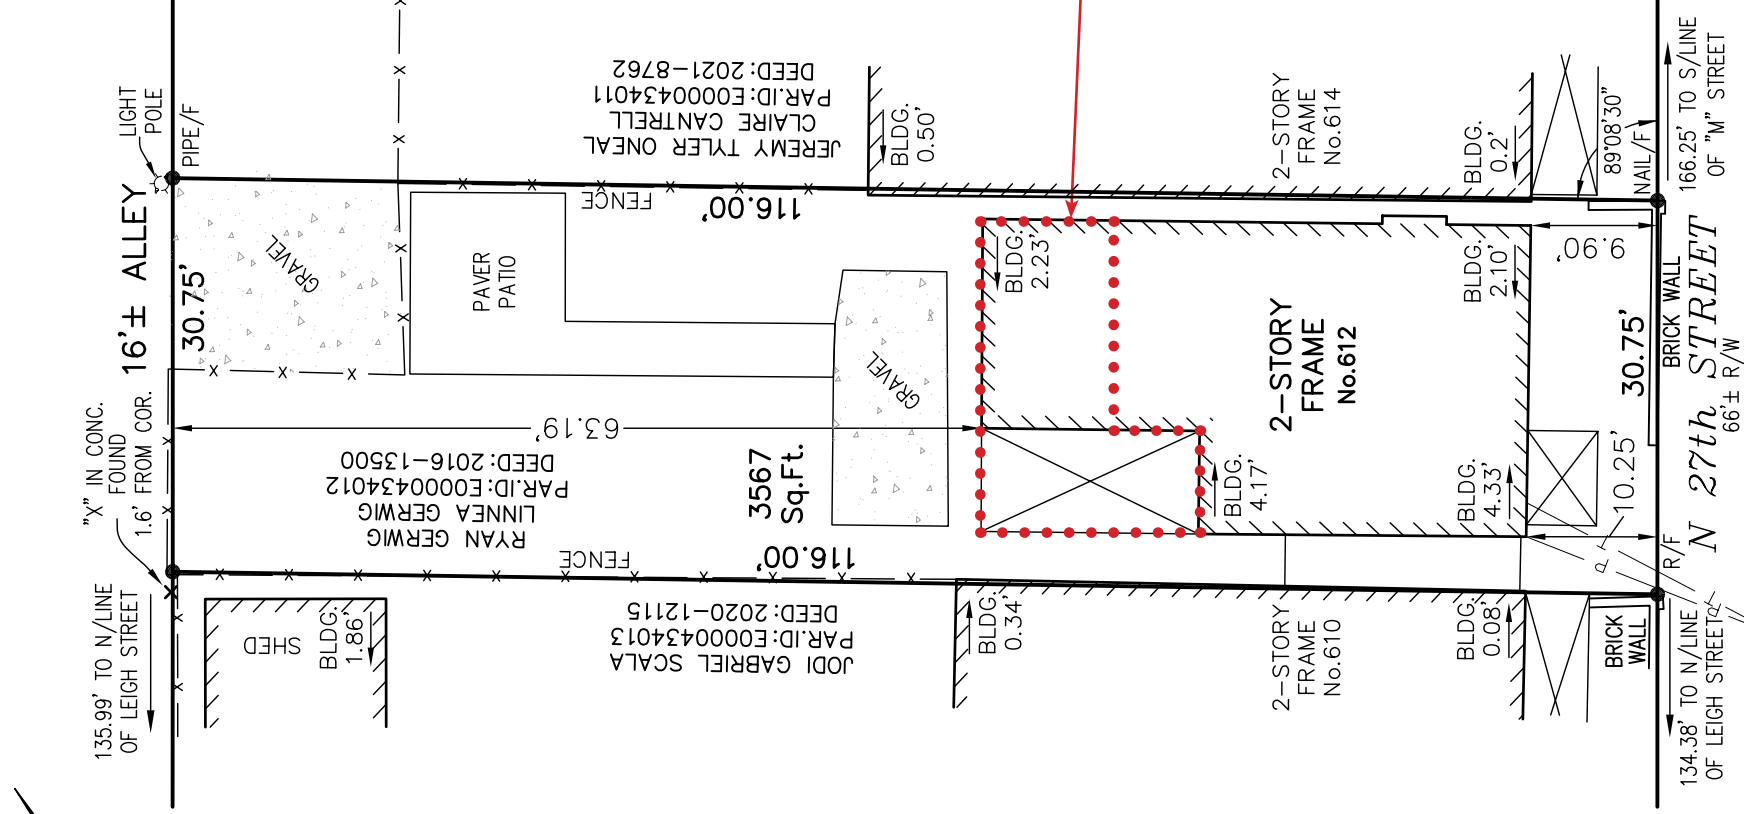 LIGHT
POLE
PIPE/F
16'± ALLEY
30.75'
GRAVEL
"X" IN CONC.
FOUND
1.6' FROM COR.
135.99' TO N/LINE
OF LEIGH STREET
SHED
BLDG.
1.86'
PAVER
PATIO
FENCE
116.00'
JEREMY TYLER ONEAL
CLAIRE CANTRELL
PAR.ID:E0000434011
DEED:2021-8762
BLDG.
0.50'
2-STORY
FRAME
No.614
BLDG.
0.2'
89°08'30"
NAIL/F
166.25' TO S/LINE
OF "M" STREET
63.19'
RYAN GERWIG
LINNEA GERWIG
PAR.ID:E0000434012
DEED:2016-13500
3567
Sq.Ft.
GRAVEL
BLDG.
2.23'
2-STORY
FRAME
No.612
BLDG.
2.10'
9.90'
BLDG.
4.17'
BLDG.
4.33'
10.25'
30.75'
BRICK WALL
N 27th STREET
66'± R/W
R/F
P
P
P
FENCE
116.00'
JODI GABRIEL SCALA
PAR.ID:E0000434013
DEED:2020-12115
BLDG.
0.34'
2-STORY
FRAME
No.610
BLDG.
0.08'
BRICK
WALL
134.38' TO N/LINE
OF LEIGH STREET